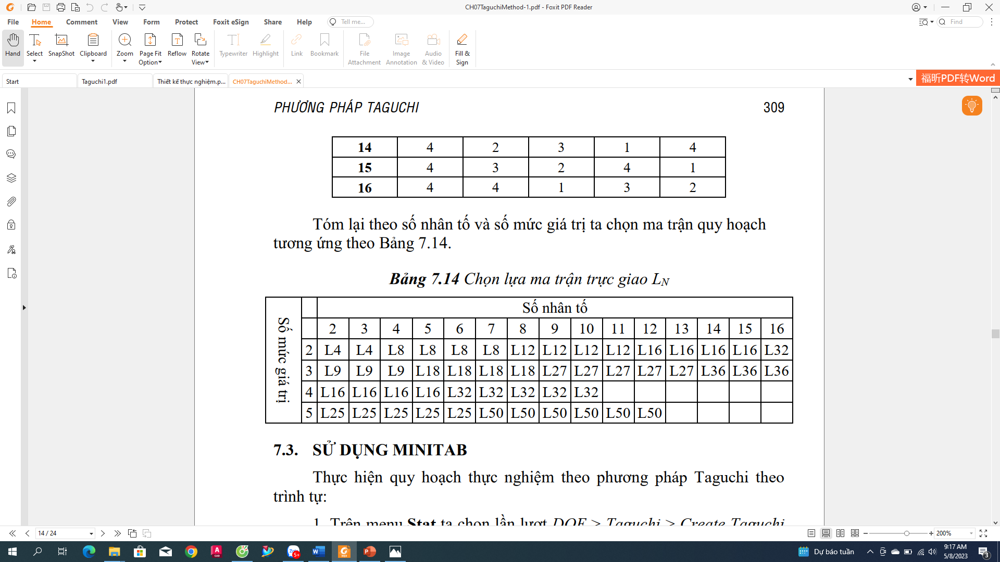 CH07TaguchiMethod-1.pdf - Foxit PDF Reader
File Home Comment View Form Protect Foxit eSign Share Help Tell me... Find
Hand Select SnapShot Clipboard Zoom Page Fit Option Reflow Rotate View Typewriter Highlight Link Bookmark File Attachment Image Annotation Audio & Video Fill & Sign
Start Taguchi1.pdf Thiết kế thực nghiệm.p... CH07TaguchiMethod... 福昕PDF转Word
PHƯƠNG PHÁP TAGUCHI 309
14 4 2 3 1 4
15 4 3 2 4 1
16 4 4 1 3 2
Tóm lại theo số nhân tố và số mức giá trị ta chọn ma trận quy hoạch
tương ứng theo Bảng 7.14.
Bảng 7.14 Chọn lựa ma trận trực giao LN
Số mức giá trị
Số nhân tố
2 3 4 5 6 7 8 9 10 11 12 13 14 15 16
2 L4 L4 L8 L8 L8 L8 L12 L12 L12 L12 L16 L16 L16 L16 L32
3 L9 L9 L9 L18 L18 L18 L18 L27 L27 L27 L27 L27 L36 L36 L36
4 L16 L16 L16 L16 L32 L32 L32 L32 L32
5 L25 L25 L25 L25 L25 L50 L50 L50 L50 L50 L50
7.3. SỬ DỤNG MINITAB
Thực hiện quy hoạch thực nghiệm theo phương pháp Taguchi theo
trình tự:
1. Trên menu Stat ta chọn lần lượt DOE > Taguchi > Create Taguchi
14 / 24 200%
Dự báo tuần 9:17 AM
5/8/2023 3